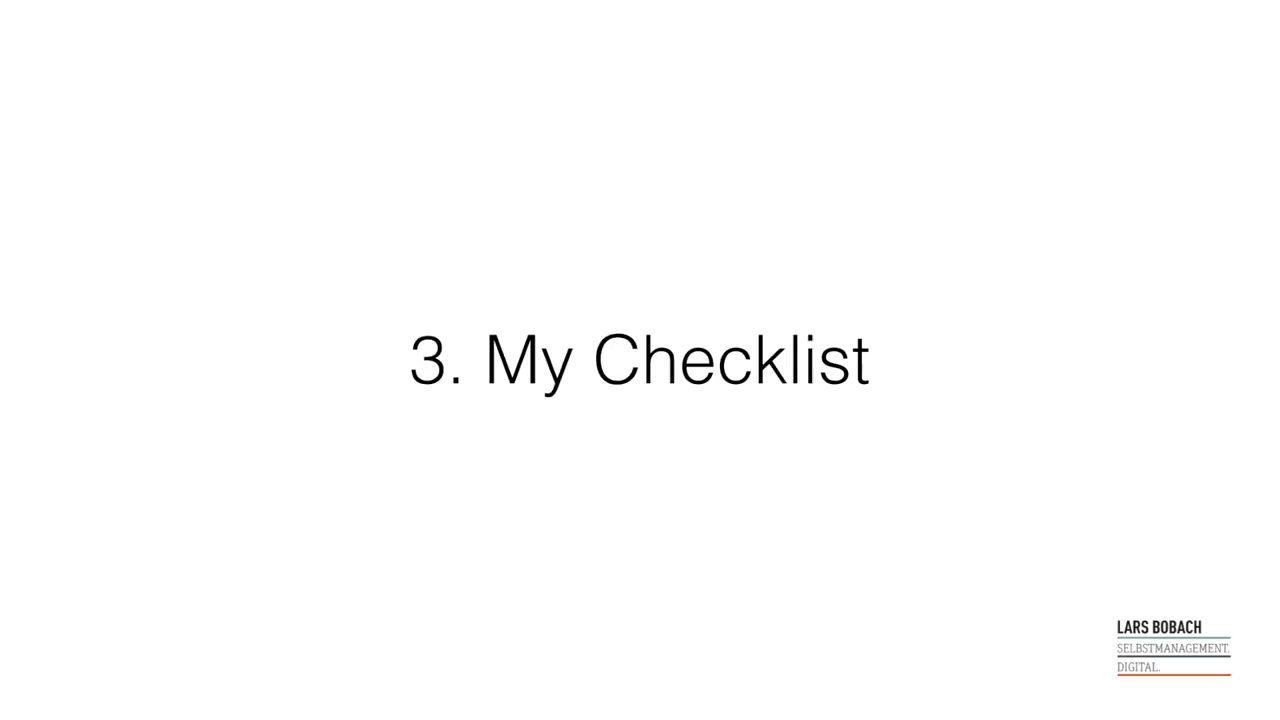 3. My Checklist
LARS BOBACH
SELBSTMANAGEMENT.
DIGITAL.